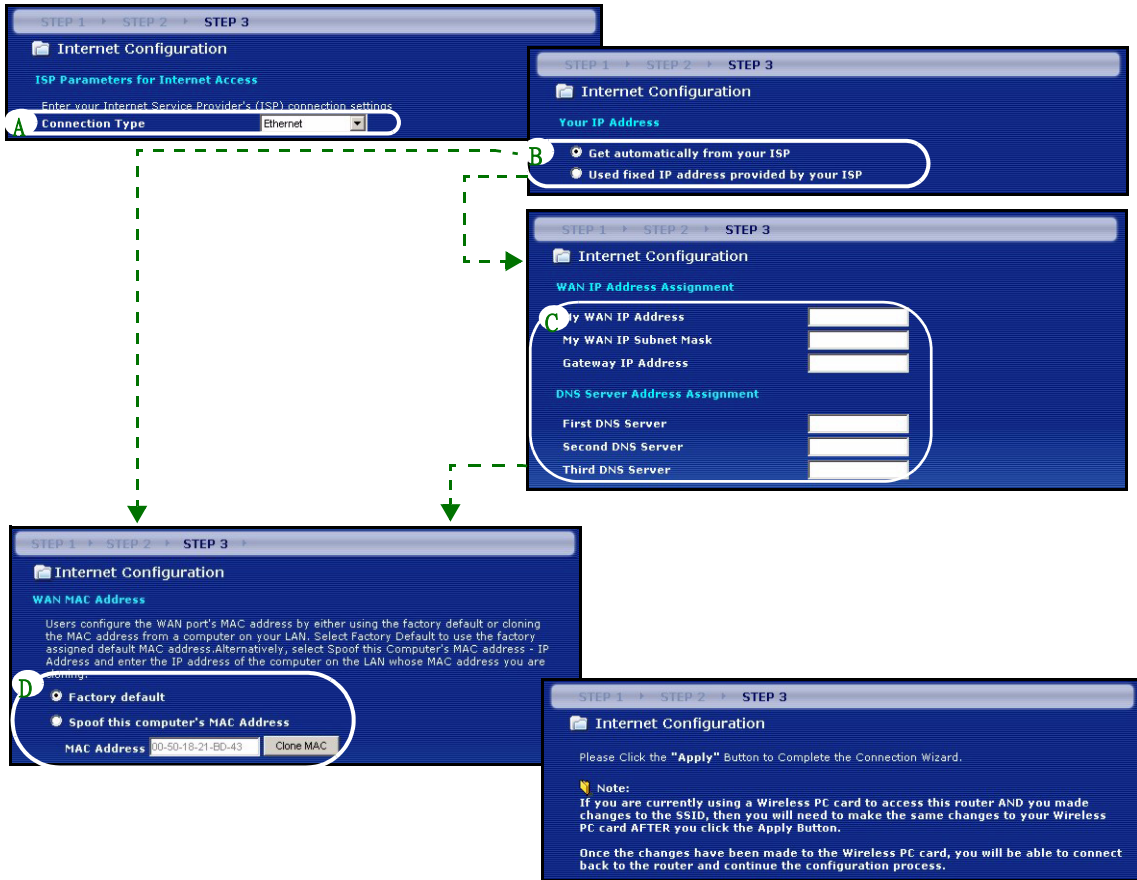 STEP 1 STEP 2 STEP 3
Internet Configuration
ISP Parameters for Internet Access
Enter your Internet Service Provider's (ISP) connection settings
A
Connection Type Ethernet
STEP 1 STEP 2 STEP 3
Internet Configuration
Your IP Address
B
Get automatically from your ISP
Used fixed IP address provided by your ISP
STEP 1 STEP 2 STEP 3
Internet Configuration
WAN IP Address Assignment
C
My WAN IP Address
My WAN IP Subnet Mask
Gateway IP Address
DNS Server Address Assignment
First DNS Server
Second DNS Server
Third DNS Server
STEP 1 STEP 2 STEP 3
Internet Configuration
WAN MAC Address
Users configure the WAN port's MAC address by either using the factory default or cloning
the MAC address from a computer on your LAN. Select Factory Default to use the factory
assigned default MAC address.Alternatively, select Spoof this Computer's MAC address - IP
Address and enter the IP address of the computer on the LAN whose MAC address you are
cloning.
D
Factory default
Spoof this computer's MAC Address
MAC Address 00-50-18-21-BD-43 Clone MAC
STEP 1 STEP 2 STEP 3
Internet Configuration
Please Click the "Apply" Button to Complete the Connection Wizard.
Note:
If you are currently using a Wireless PC card to access this router AND you made
changes to the SSID, then you will need to make the same changes to your Wireless
PC card AFTER you click the Apply Button.
Once the changes have been made to the Wireless PC card, you will be able to connect
back to the router and continue the configuration process.